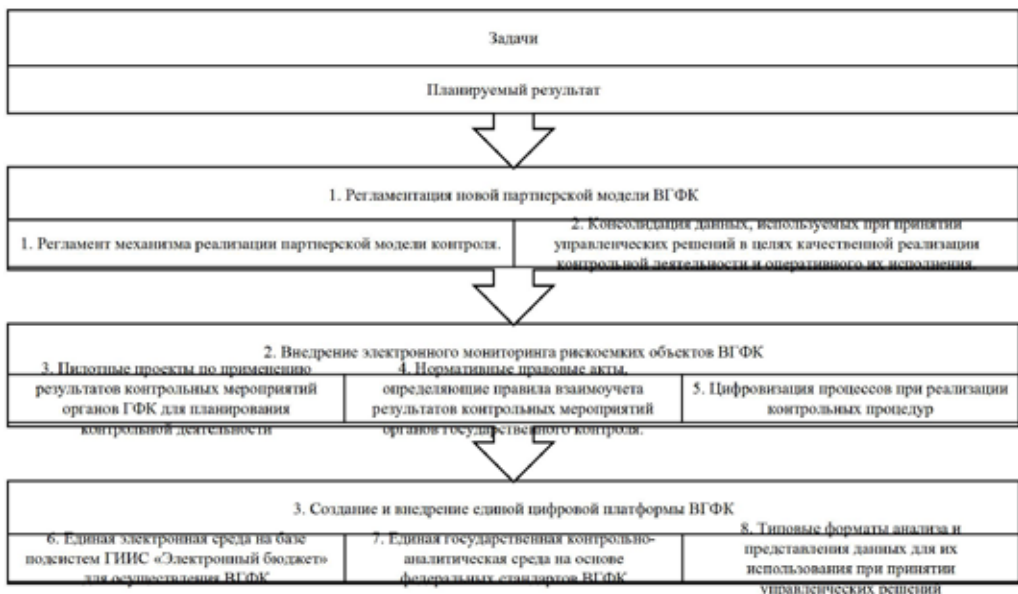 Задачи
Планируемый результат
1. Регламентация новой партнерской модели ВГФК
1. Регламент механизма реализации партнерской модели контроля.
2. Консолидация данных, используемых при принятии
управленческих решений в целях качественной реализации
контрольной деятельности и оперативного их исполнения.
2. Внедрение электронного мониторинга рискоемких объектов ВГФК
3. Пилотные проекты по применению
результатов контрольных мероприятий
органов ГФК для планирования
контрольной деятельности
4. Нормативные правовые акты,
определяющие правила взаимоучета
результатов контрольных мероприятий
органов государственного контроля.
5. Цифровизация процессов при реализации
контрольных процедур
3. Создание и внедрение единой цифровой платформы ВГФК
6. Единая электронная среда на базе
подсистем ГИИС «Электронный бюджет»
для осуществления ВГФК
7. Единая государственная контрольно-
аналитическая среда на основе
федеральных стандартов ВГФК
8. Типовые форматы анализа и
представления данных для их
использования при принятии
управленческих решений